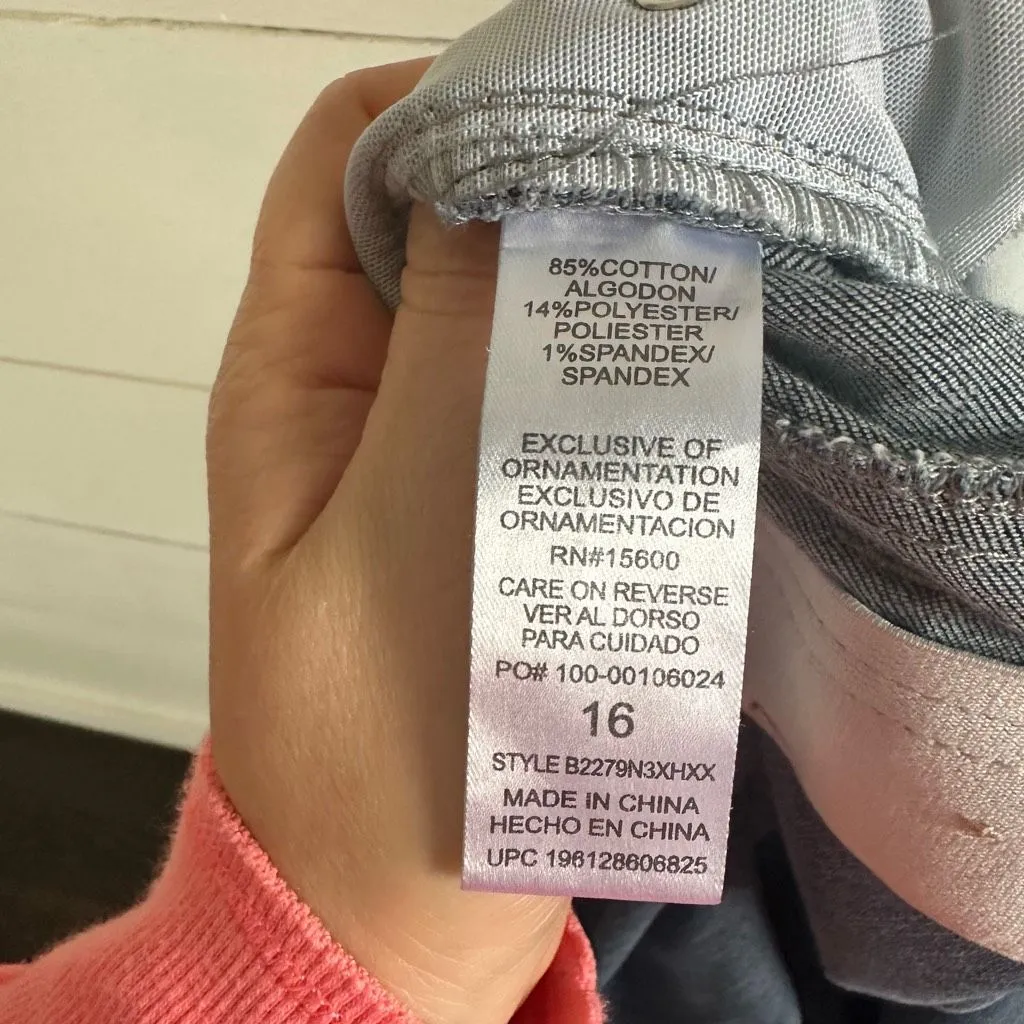 85%COTTON/
ALGODON
14%POLYESTER/
POLIESTER
1%SPANDEX/
SPANDEX
EXCLUSIVE OF
ORNAMENTATION
EXCLUSIVO DE
ORNAMENTACION
RN#15600
CARE ON REVERSE
VER AL DORSO
PARA CUIDADO
PO# 100-00106024
16
STYLE B2279N3XHXX
MADE IN CHINA
HECHO EN CHINA
UPC 196128606825